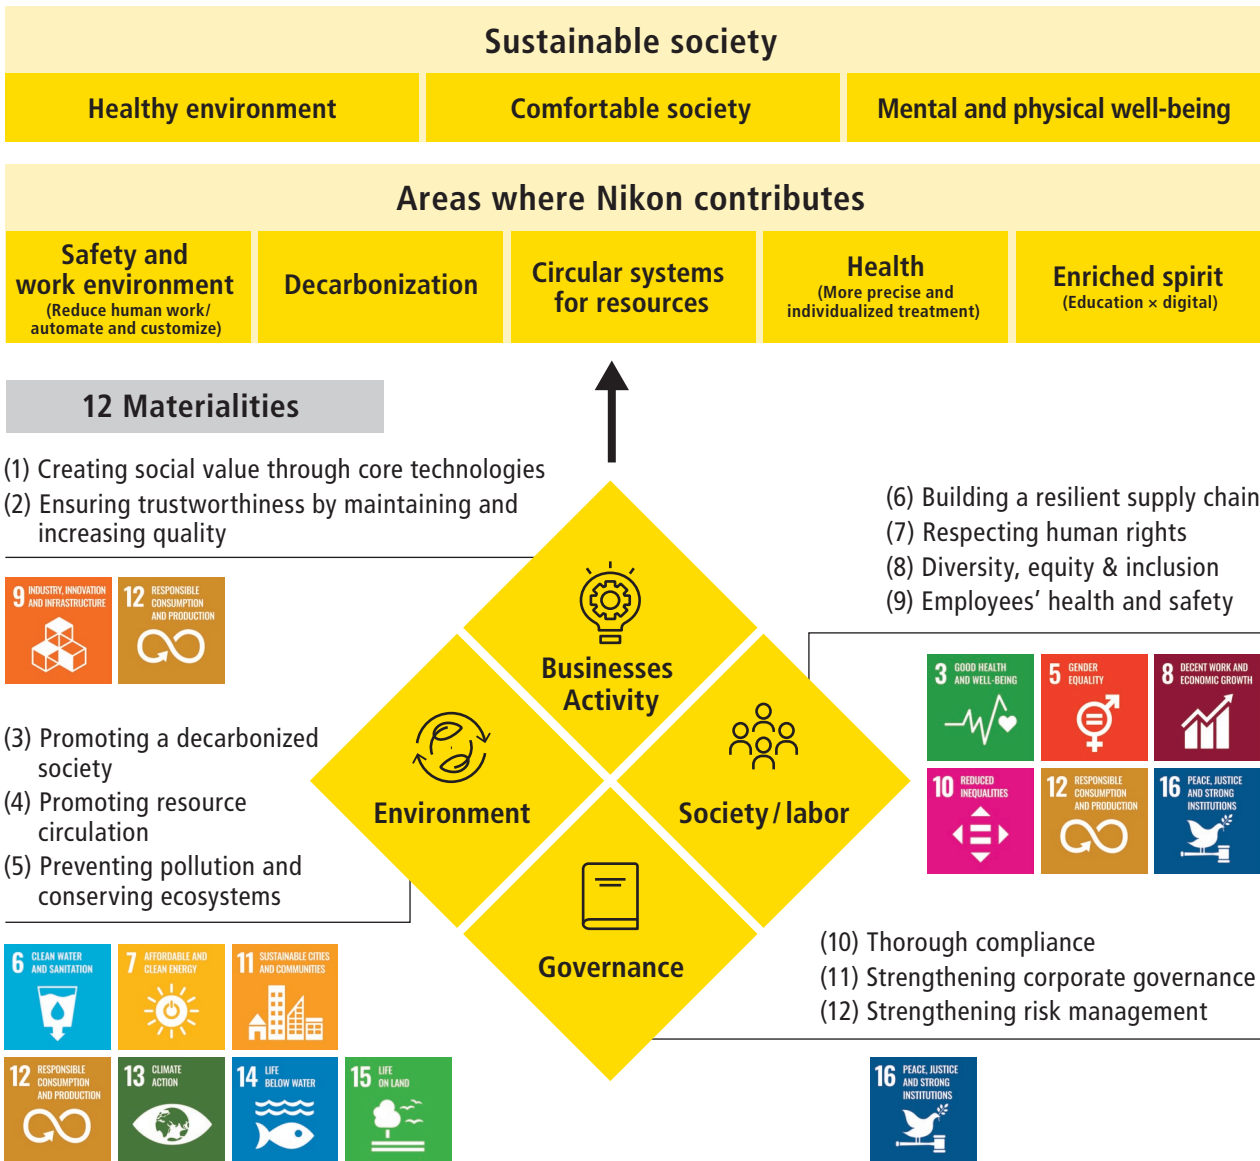 Sustainable society
Healthy environment
Comfortable society
Mental and physical well-being
Areas where Nikon contributes
Safety and
work environment
(Reduce human work/
automate and customize)
Decarbonization
Circular systems
for resources
Health
(More precise and
individualized treatment)
Enriched spirit
(Education × digital)
12 Materialities
(1) Creating social value through core technologies
(2) Ensuring trustworthiness by maintaining and
increasing quality
9 INDUSTRY, INNOVATION
AND INFRASTRUCTURE
12 RESPONSIBLE
CONSUMPTION
AND PRODUCTION
(6) Building a resilient supply chain
(7) Respecting human rights
(8) Diversity, equity & inclusion
(9) Employees’ health and safety
3 GOOD HEALTH
AND WELL-BEING
5 GENDER
EQUALITY
8 DECENT WORK AND
ECONOMIC GROWTH
10 REDUCED
INEQUALITIES
12 RESPONSIBLE
CONSUMPTION
AND PRODUCTION
16 PEACE, JUSTICE
AND STRONG
INSTITUTIONS
Businesses
Activity
Environment
Society / labor
Governance
(3) Promoting a decarbonized
society
(4) Promoting resource
circulation
(5) Preventing pollution and
conserving ecosystems
6 CLEAN WATER
AND SANITATION
7 AFFORDABLE AND
CLEAN ENERGY
11 SUSTAINABLE CITIES
AND COMMUNITIES
12 RESPONSIBLE
CONSUMPTION
AND PRODUCTION
13 CLIMATE
ACTION
14 LIFE
BELOW WATER
15 LIFE
ON LAND
(10) Thorough compliance
(11) Strengthening corporate governance
(12) Strengthening risk management
16 PEACE, JUSTICE
AND STRONG
INSTITUTIONS